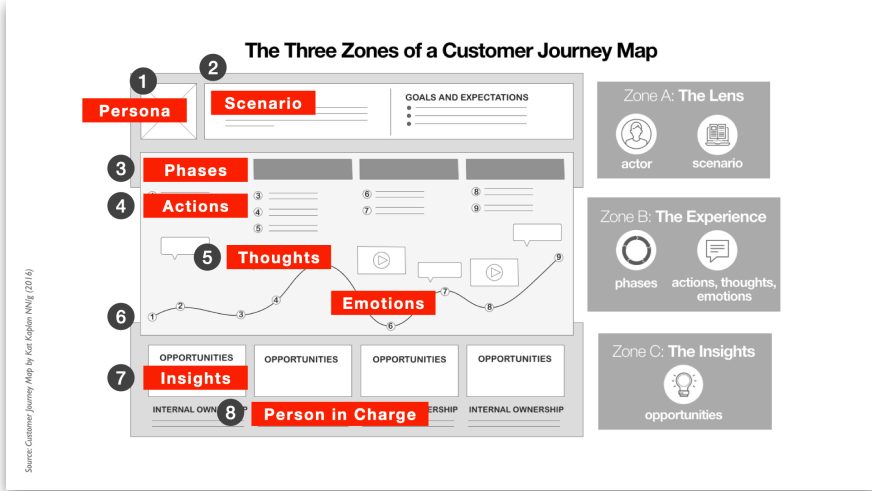 The Three Zones of a Customer Journey Map
1
2
Persona
Scenario
GOALS AND EXPECTATIONS
Zone A: The Lens
actor
scenario
3
Phases
4
Actions
3
4
5
6
7
8
9
Zone B: The Experience
phases
actions, thoughts,
emotions
5
Thoughts
Emotions
6
1
2
3
4
6
7
8
9
OPPORTUNITIES
OPPORTUNITIES
OPPORTUNITIES
OPPORTUNITIES
7
Insights
Zone C: The Insights
opportunities
INTERNAL
8
Person in Charge
INTERNAL OWNERSHIP
Source: Customer Journey Map by Kat Kaplan NN/g (2016)